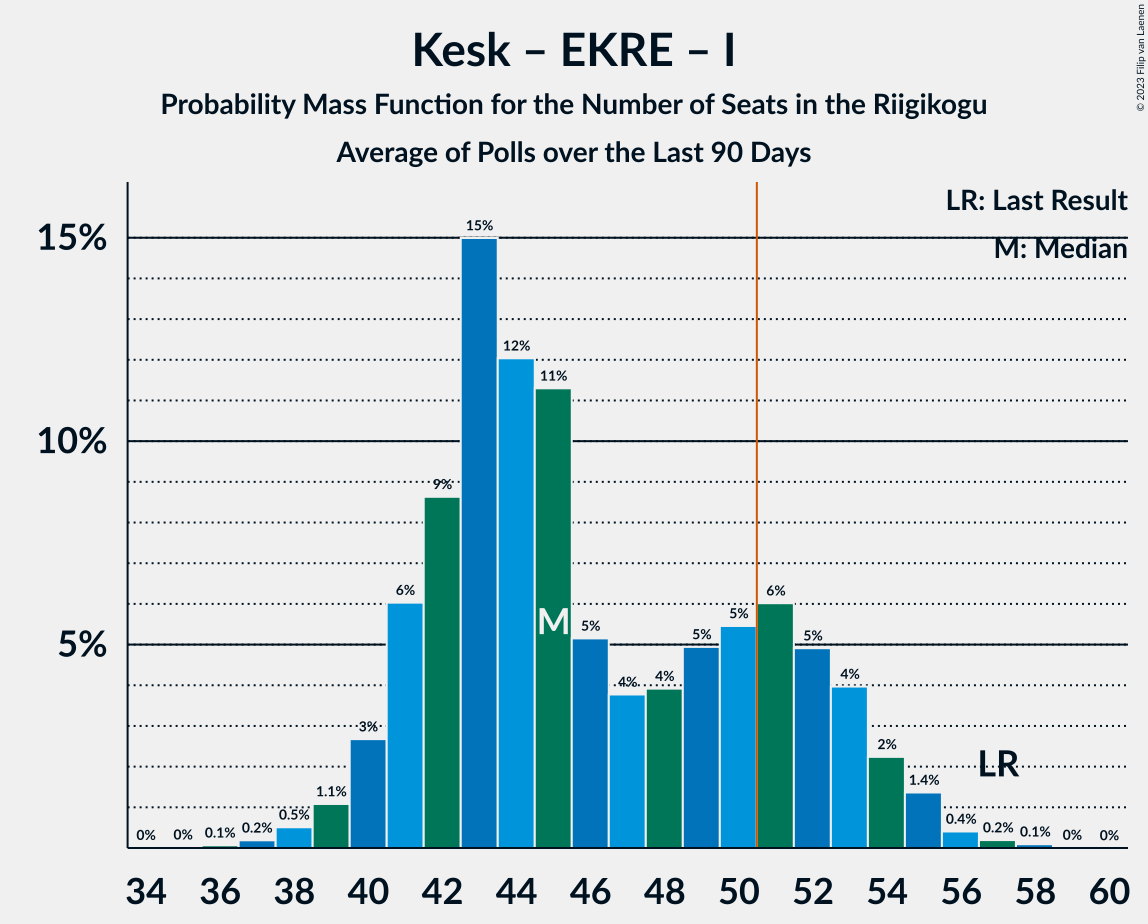 Kesk – EKRE – I
Probability Mass Function for the Number of Seats in the Riigikogu
Average of Polls over the Last 90 Days
© 2023 Filip van Laenen
LR: Last Result
M: Median
15%
10%
5%
0% 0% 0.1% 0.2% 0.5% 1.1% 3% 6% 9% 15% 12% 11% 5% 4% 4% 5% 5% 6% 5% 4% 2% 1.4% 0.4% 0.2% 0.1% 0% 0%
M
LR
34 36 38 40 42 44 46 48 50 52 54 56 58 60